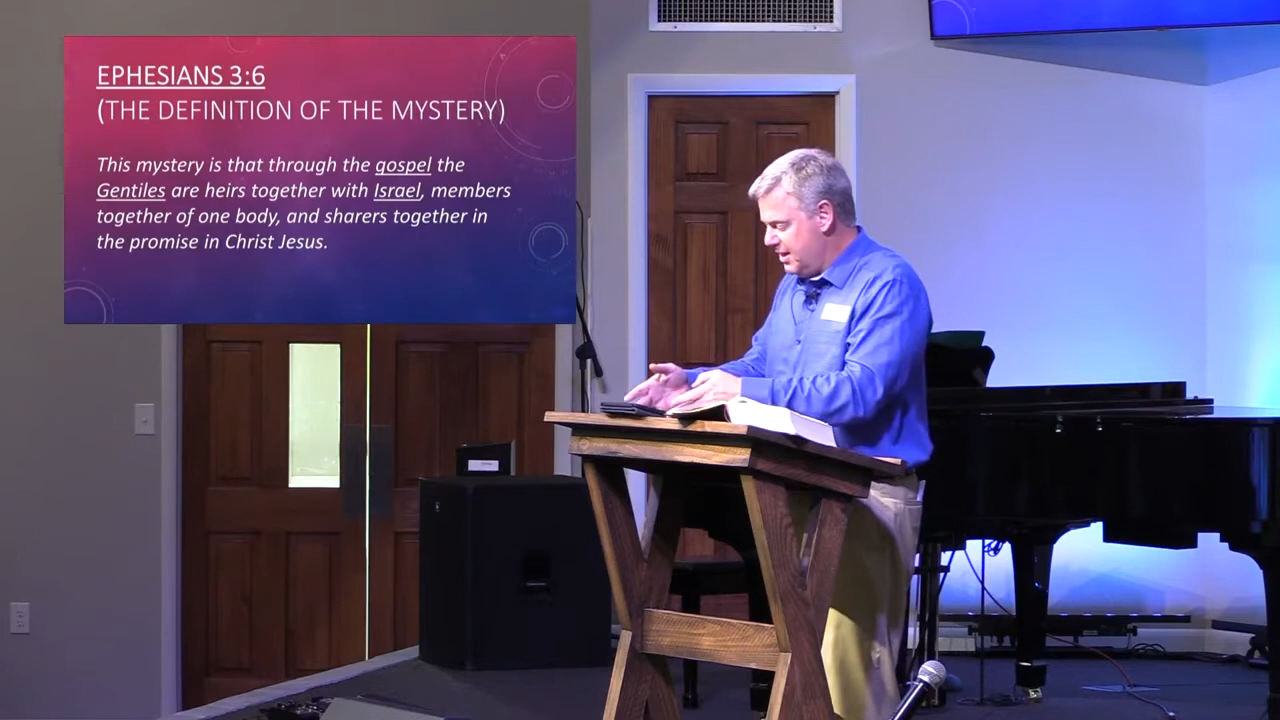 EPHESIANS 3:6
(THE DEFINITION OF THE MYSTERY)
This mystery is that through the gospel the
Gentiles are heirs together with Israel, members
together of one body, and sharers together in
the promise in Christ Jesus.